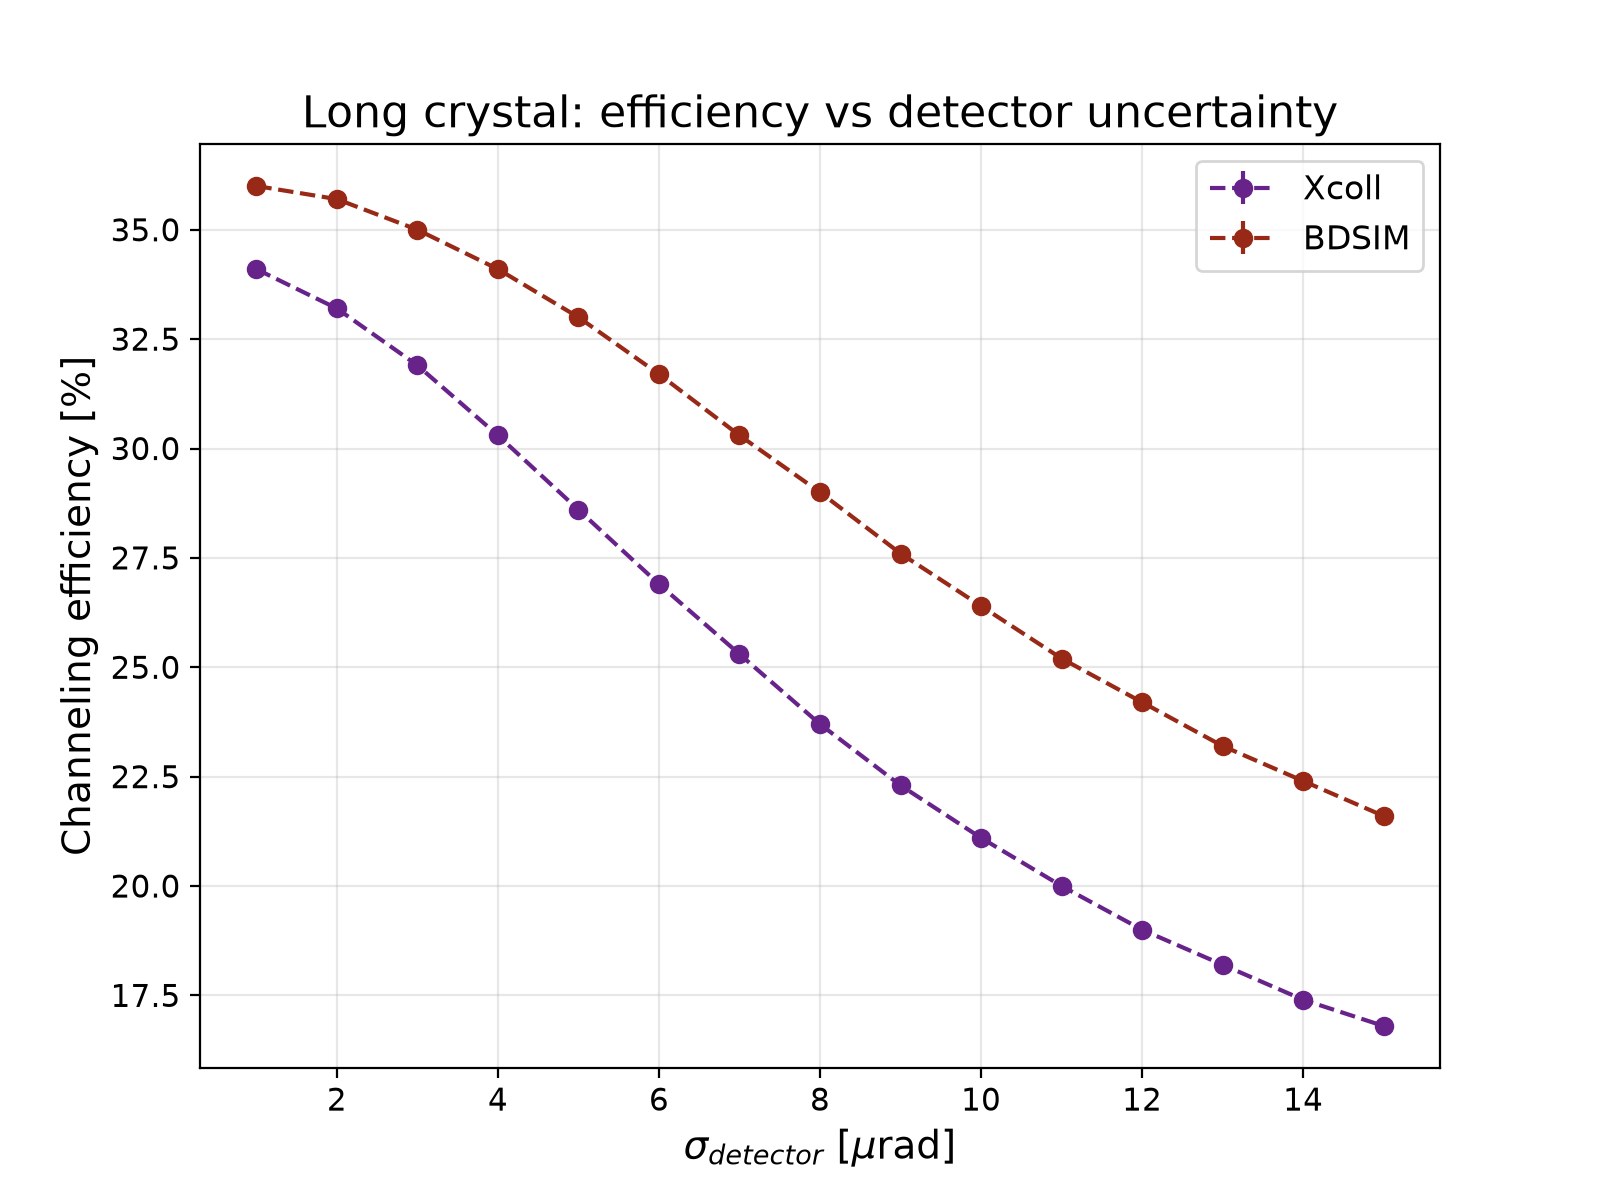 Long crystal: efficiency vs detector uncertainty
Xcoll
BDSIM
Channeling efficiency [%]
35.0
32.5
30.0
27.5
25.0
22.5
20.0
17.5
2 4 6 8 10 12 14
σdetector [μrad]